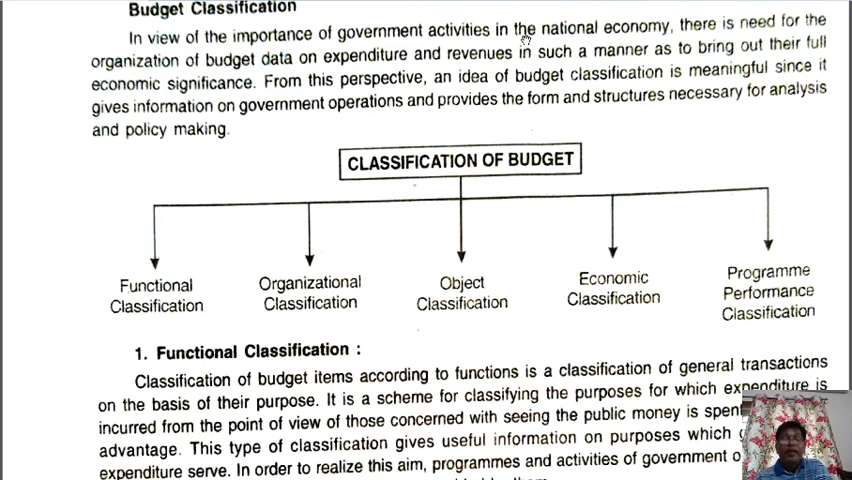 Budget Classification
In view of the importance of government activities in the national economy, there is need for the
organization of budget data on expenditure and revenues in such a manner as to bring out their full
economic significance. From this perspective, an idea of budget classification is meaningful since it
gives information on government operations and provides the form and structures necessary for analysis
and policy making.
CLASSIFICATION OF BUDGET
Functional
Classification
Organizational
Classification
Object
Classification
Economic
Classification
Programme
Performance
Classification
1. Functional Classification :
Classification of budget items according to functions is a classification of general transactions
on the basis of their purpose. It is a scheme for classifying the purposes for which expenditure is
incurred from the point of view of those concerned with seeing the public money is spent
advantage. This type of classification gives useful information on purposes which
expenditure serve. In order to realize this aim, programmes and activities of government